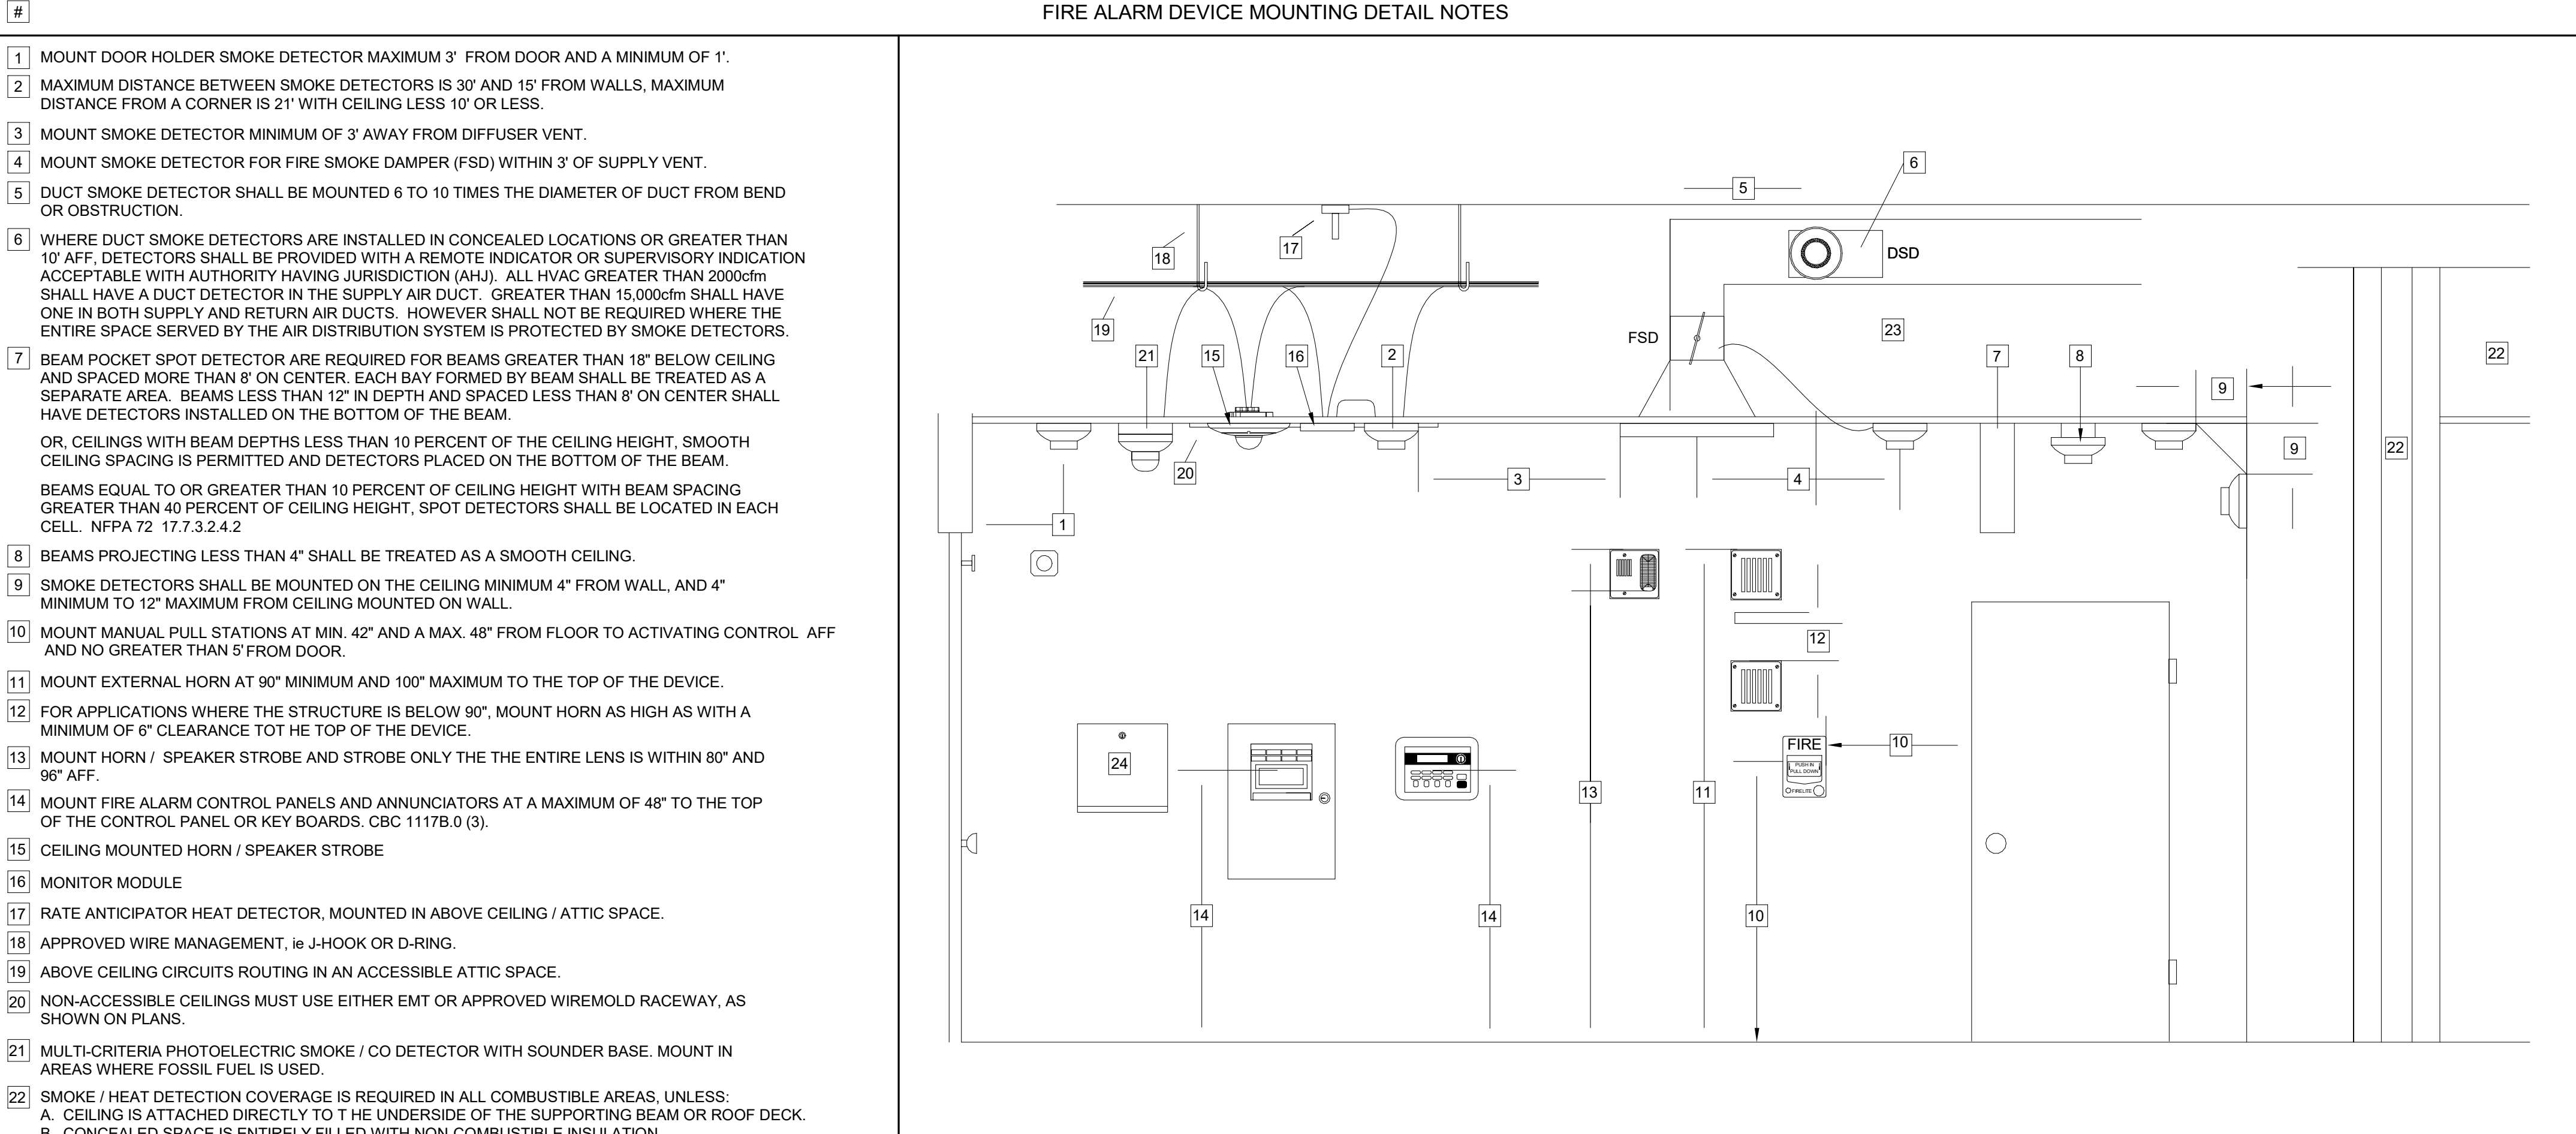 #
FIRE ALARM DEVICE MOUNTING DETAIL NOTES
1 MOUNT DOOR HOLDER SMOKE DETECTOR MAXIMUM 3' FROM DOOR AND A MINIMUM OF 1'.
2 MAXIMUM DISTANCE BETWEEN SMOKE DETECTORS IS 30' AND 15' FROM WALLS, MAXIMUM
DISTANCE FROM A CORNER IS 21' WITH CEILING LESS 10' OR LESS.
3 MOUNT SMOKE DETECTOR MINIMUM OF 3' AWAY FROM DIFFUSER VENT.
4 MOUNT SMOKE DETECTOR FOR FIRE SMOKE DAMPER (FSD) WITHIN 3' OF SUPPLY VENT.
5 DUCT SMOKE DETECTOR SHALL BE MOUNTED 6 TO 10 TIMES THE DIAMETER OF DUCT FROM BEND
OR OBSTRUCTION.
6 WHERE DUCT SMOKE DETECTORS ARE INSTALLED IN CONCEALED LOCATIONS OR GREATER THAN
10' AFF, DETECTORS SHALL BE PROVIDED WITH A REMOTE INDICATOR OR SUPERVISORY INDICATION
ACCEPTABLE WITH AUTHORITY HAVING JURISDICTION (AHJ). ALL HVAC GREATER THAN 2000cfm
SHALL HAVE A DUCT DETECTOR IN THE SUPPLY AIR DUCT. GREATER THAN 15,000cfm SHALL HAVE
ONE IN BOTH SUPPLY AND RETURN AIR DUCTS. HOWEVER SHALL NOT BE REQUIRED WHERE THE
ENTIRE SPACE SERVED BY THE AIR DISTRIBUTION SYSTEM IS PROTECTED BY SMOKE DETECTORS.
7 BEAM POCKET SPOT DETECTOR ARE REQUIRED FOR BEAMS GREATER THAN 18" BELOW CEILING
AND SPACED MORE THAN 8' ON CENTER. EACH BAY FORMED BY BEAM SHALL BE TREATED AS A
SEPARATE AREA. BEAMS LESS THAN 12" IN DEPTH AND SPACED LESS THAN 8' ON CENTER SHALL
HAVE DETECTORS INSTALLED ON THE BOTTOM OF THE BEAM.
OR, CEILINGS WITH BEAM DEPTHS LESS THAN 10 PERCENT OF THE CEILING HEIGHT, SMOOTH
CEILING SPACING IS PERMITTED AND DETECTORS PLACED ON THE BOTTOM OF THE BEAM.
BEAMS EQUAL TO OR GREATER THAN 10 PERCENT OF CEILING HEIGHT WITH BEAM SPACING
GREATER THAN 40 PERCENT OF CEILING HEIGHT, SPOT DETECTORS SHALL BE LOCATED IN EACH
CELL. NFPA 72 17.7.3.2.4.2
8 BEAMS PROJECTING LESS THAN 4" SHALL BE TREATED AS A SMOOTH CEILING.
9 SMOKE DETECTORS SHALL BE MOUNTED ON THE CEILING MINIMUM 4" FROM WALL, AND 4"
MINIMUM TO 12" MAXIMUM FROM CEILING MOUNTED ON WALL.
10 MOUNT MANUAL PULL STATIONS AT MIN. 42" AND A MAX. 48" FROM FLOOR TO ACTIVATING CONTROL AFF
AND NO GREATER THAN 5' FROM DOOR.
11 MOUNT EXTERNAL HORN AT 90" MINIMUM AND 100" MAXIMUM TO THE TOP OF THE DEVICE.
12 FOR APPLICATIONS WHERE THE STRUCTURE IS BELOW 90", MOUNT HORN AS HIGH AS WITH A
MINIMUM OF 6" CLEARANCE TOT HE TOP OF THE DEVICE.
13 MOUNT HORN / SPEAKER STROBE AND STROBE ONLY THE THE ENTIRE LENS IS WITHIN 80" AND
96" AFF.
14 MOUNT FIRE ALARM CONTROL PANELS AND ANNUNCIATORS AT A MAXIMUM OF 48" TO THE TOP
OF THE CONTROL PANEL OR KEY BOARDS. CBC 1117B.0 (3).
15 CEILING MOUNTED HORN / SPEAKER STROBE
16 MONITOR MODULE
17 RATE ANTICIPATOR HEAT DETECTOR, MOUNTED IN ABOVE CEILING / ATTIC SPACE.
18 APPROVED WIRE MANAGEMENT, ie J-HOOK OR D-RING.
19 ABOVE CEILING CIRCUITS ROUTING IN AN ACCESSIBLE ATTIC SPACE.
20 NON-ACCESSIBLE CEILINGS MUST USE EITHER EMT OR APPROVED WIREMOLD RACEWAY, AS
SHOWN ON PLANS.
21 MULTI-CRITERIA PHOTOELECTRIC SMOKE / CO DETECTOR WITH SOUNDER BASE. MOUNT IN
AREAS WHERE FOSSIL FUEL IS USED.
22 SMOKE / HEAT DETECTION COVERAGE IS REQUIRED IN ALL COMBUSTIBLE AREAS, UNLESS:
A. CEILING IS ATTACHED DIRECTLY TO T HE UNDERSIDE OF THE SUPPORTING BEAM OR ROOF DECK.
B. CONCEALED SPACE IS ENTIRELY FILLED WITH NON COMBUSTIBLE INSULATION
6
5
17
18
DSD
19
FSD
23
21
15
16
2
7
8
22
9
20
3
4
9
22
1
12
FIRE
10
PUSH IN
PULL DOWN
FIRELITE
24
13
11
14
14
10